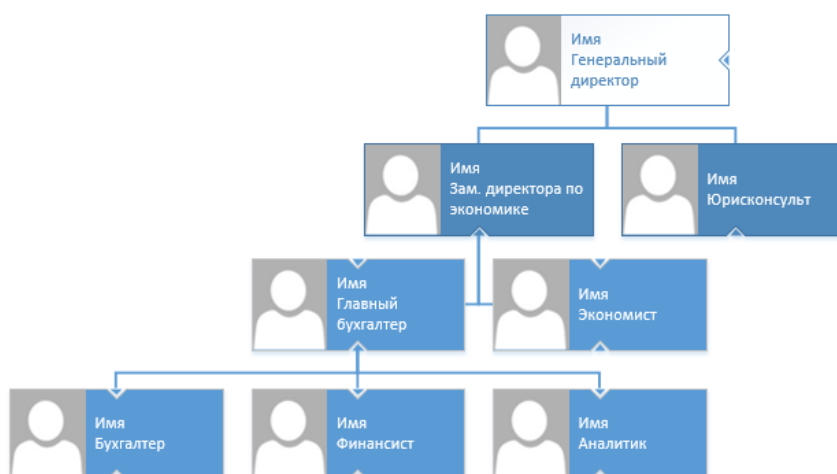 Имя
Генеральный
директор
Имя
Зам. директора по
экономике
Имя
Юрисконсульт
Имя
Главный
бухгалтер
Имя
Экономист
Имя
Бухгалтер
Имя
Финансист
Имя
Аналитик